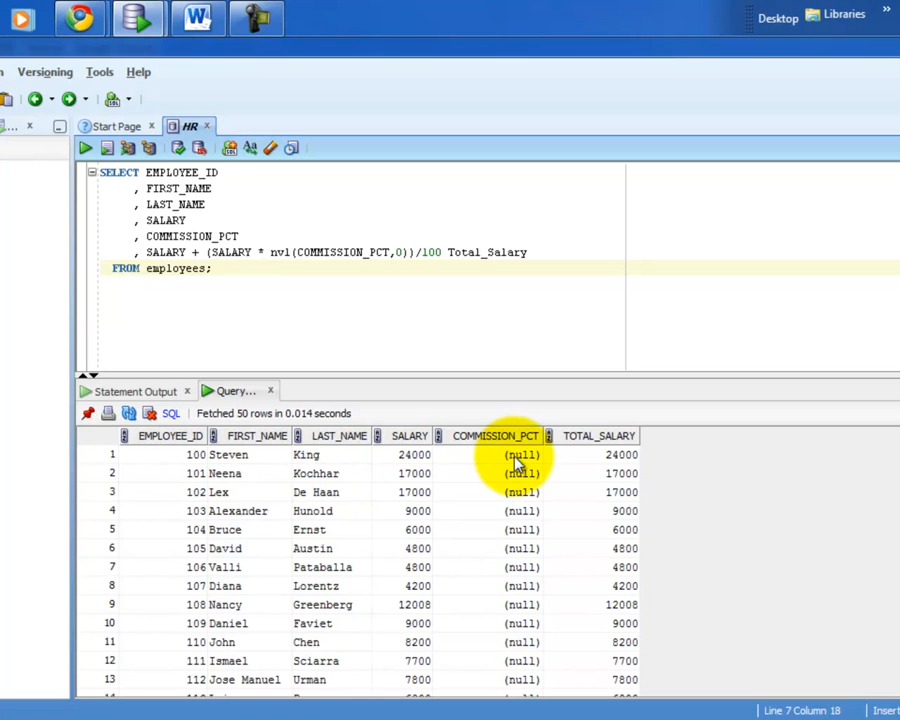 Desktop
Libraries
»
Versioning Tools Help
... x Start Page x HR x
SELECT EMPLOYEE_ID
, FIRST_NAME
, LAST_NAME
, SALARY
, COMMISSION_PCT
, SALARY + (SALARY * nvl(COMMISSION_PCT,0))/100 Total_Salary
FROM employees;
Statement Output x Query... x
SQL Fetched 50 rows in 0.014 seconds
EMPLOYEE_ID FIRST_NAME LAST_NAME SALARY COMMISSION_PCT TOTAL_SALARY
1 100 Steven King 24000 (null) 24000
2 101 Neena Kochhar 17000 (null) 17000
3 102 Lex De Haan 17000 (null) 17000
4 103 Alexander Hunold 9000 (null) 9000
5 104 Bruce Ernst 6000 (null) 6000
6 105 David Austin 4800 (null) 4800
7 106 Valli Pataballa 4800 (null) 4800
8 107 Diana Lorentz 4200 (null) 4200
9 108 Nancy Greenberg 12008 (null) 12008
10 109 Daniel Faviet 9000 (null) 9000
11 110 John Chen 8200 (null) 8200
12 111 Ismael Sciarra 7700 (null) 7700
13 112 Jose Manuel Urman 7800 (null) 7800
Line 7 Column 18 Insert